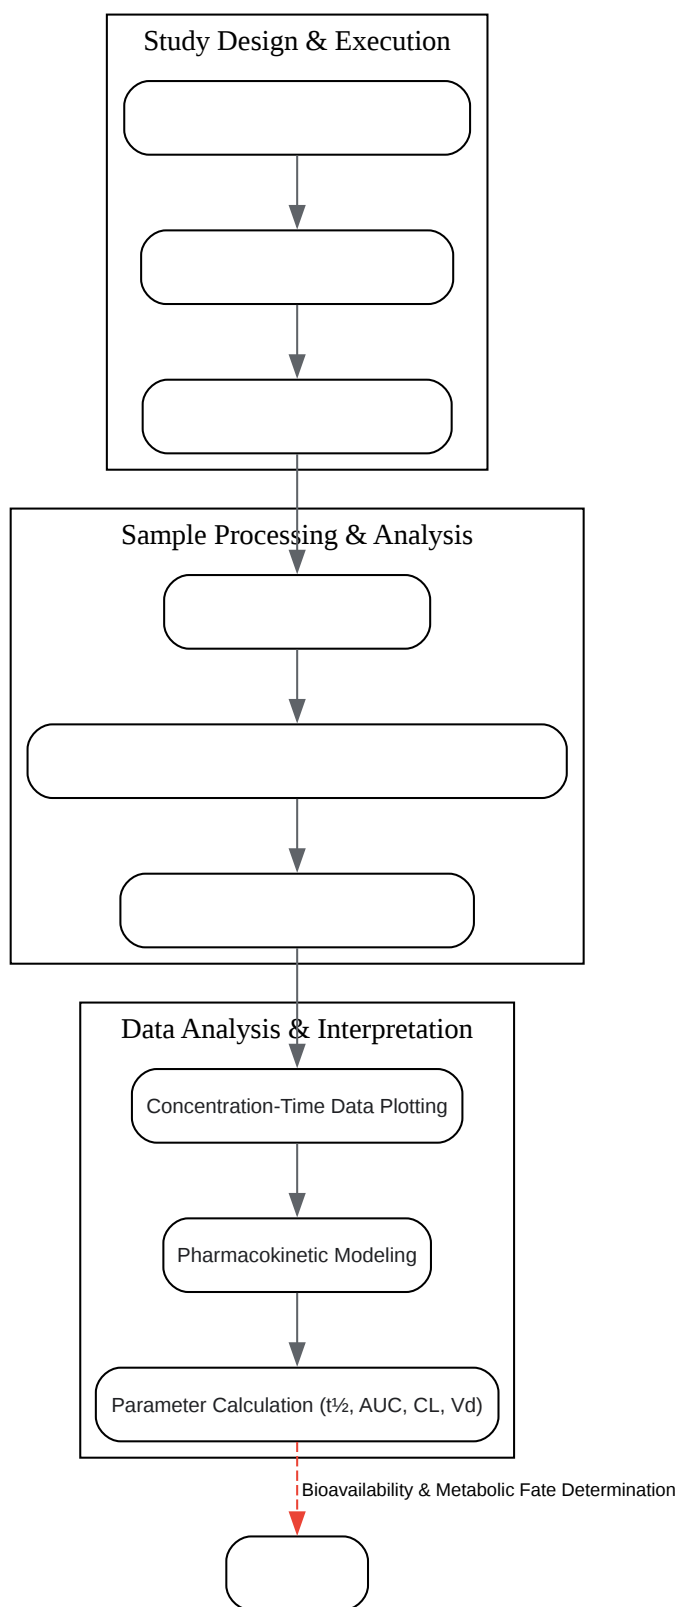 Study Design & Execution
Sample Processing & Analysis
Data Analysis & Interpretation
Concentration-Time Data Plotting
Pharmacokinetic Modeling
Parameter Calculation (t½, AUC, CL, Vd)
Bioavailability & Metabolic Fate Determination